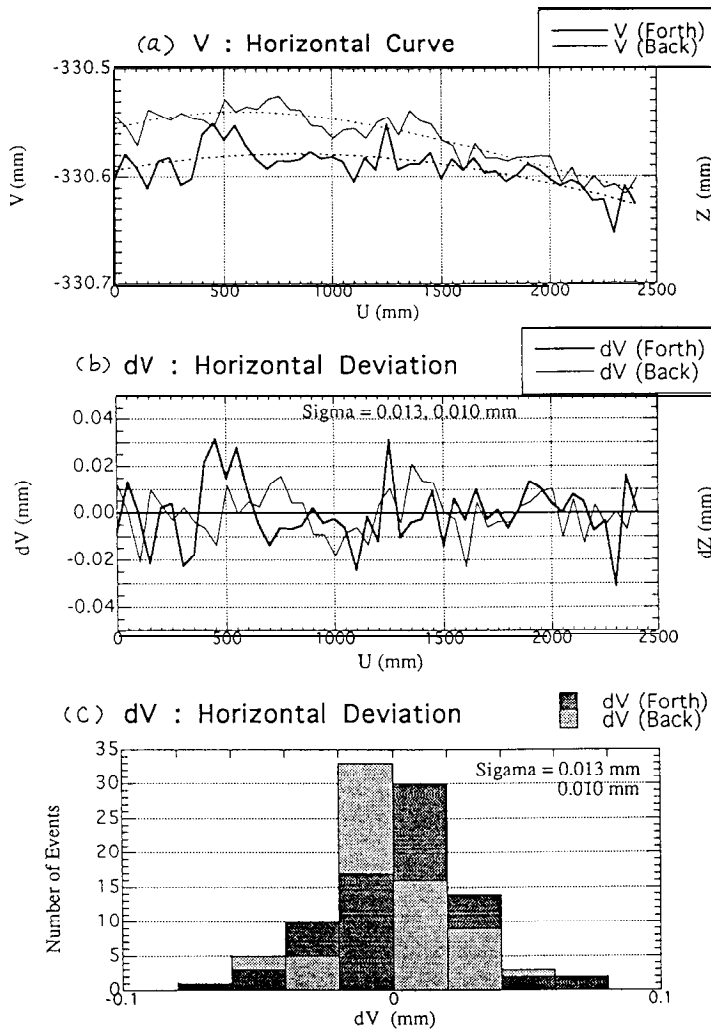 (a) V : Horizontal Curve
V (Forth)
V (Back)
-330.5
-330.6
-330.7
V (mm)
Z (mm)
0 500 1000 1500 2000 2500
U (mm)
(b) dV : Horizontal Deviation
dV (Forth)
dV (Back)
Sigma = 0.013, 0.010 mm
0.04
0.02
0.00
-0.02
-0.04
dV (mm)
dZ (mm)
0 500 1000 1500 2000 2500
U (mm)
(c) dV : Horizontal Deviation
dV (Forth)
dV (Back)
Sigama = 0.013 mm
0.010 mm
35
30
25
20
15
10
5
0
Number of Events
-0.1 0 0.1
dV (mm)